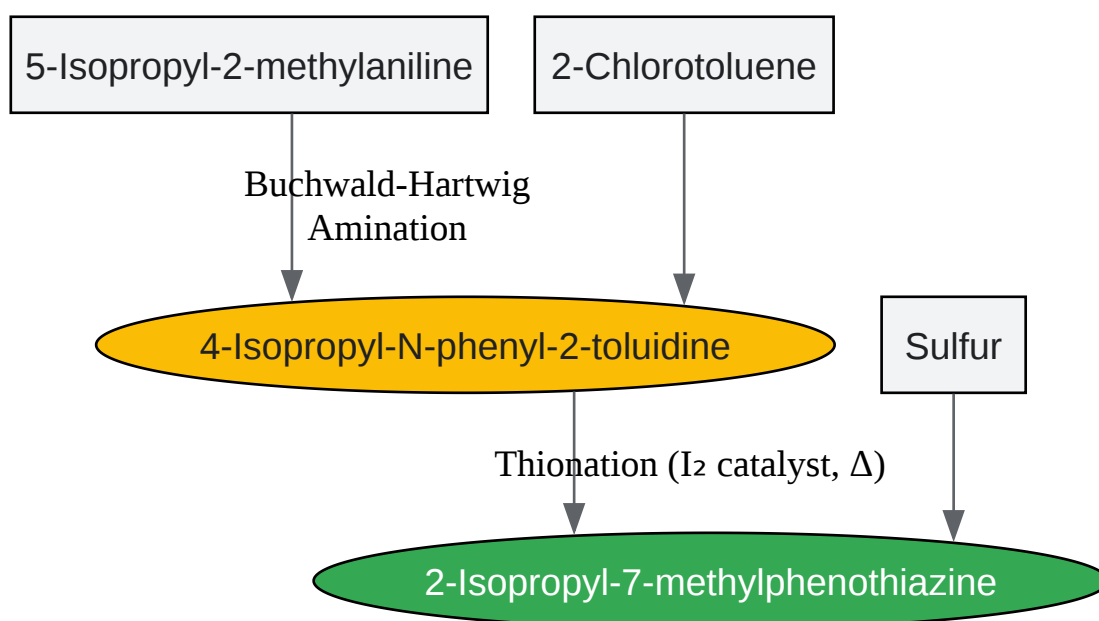 5-Isopropyl-2-methylaniline
2-Chlorotoluene
Buchwald-Hartwig
Amination
4-Isopropyl-N-phenyl-2-toluidine
Sulfur
Thionation (I₂ catalyst, Δ)
2-Isopropyl-7-methylphenothiazine